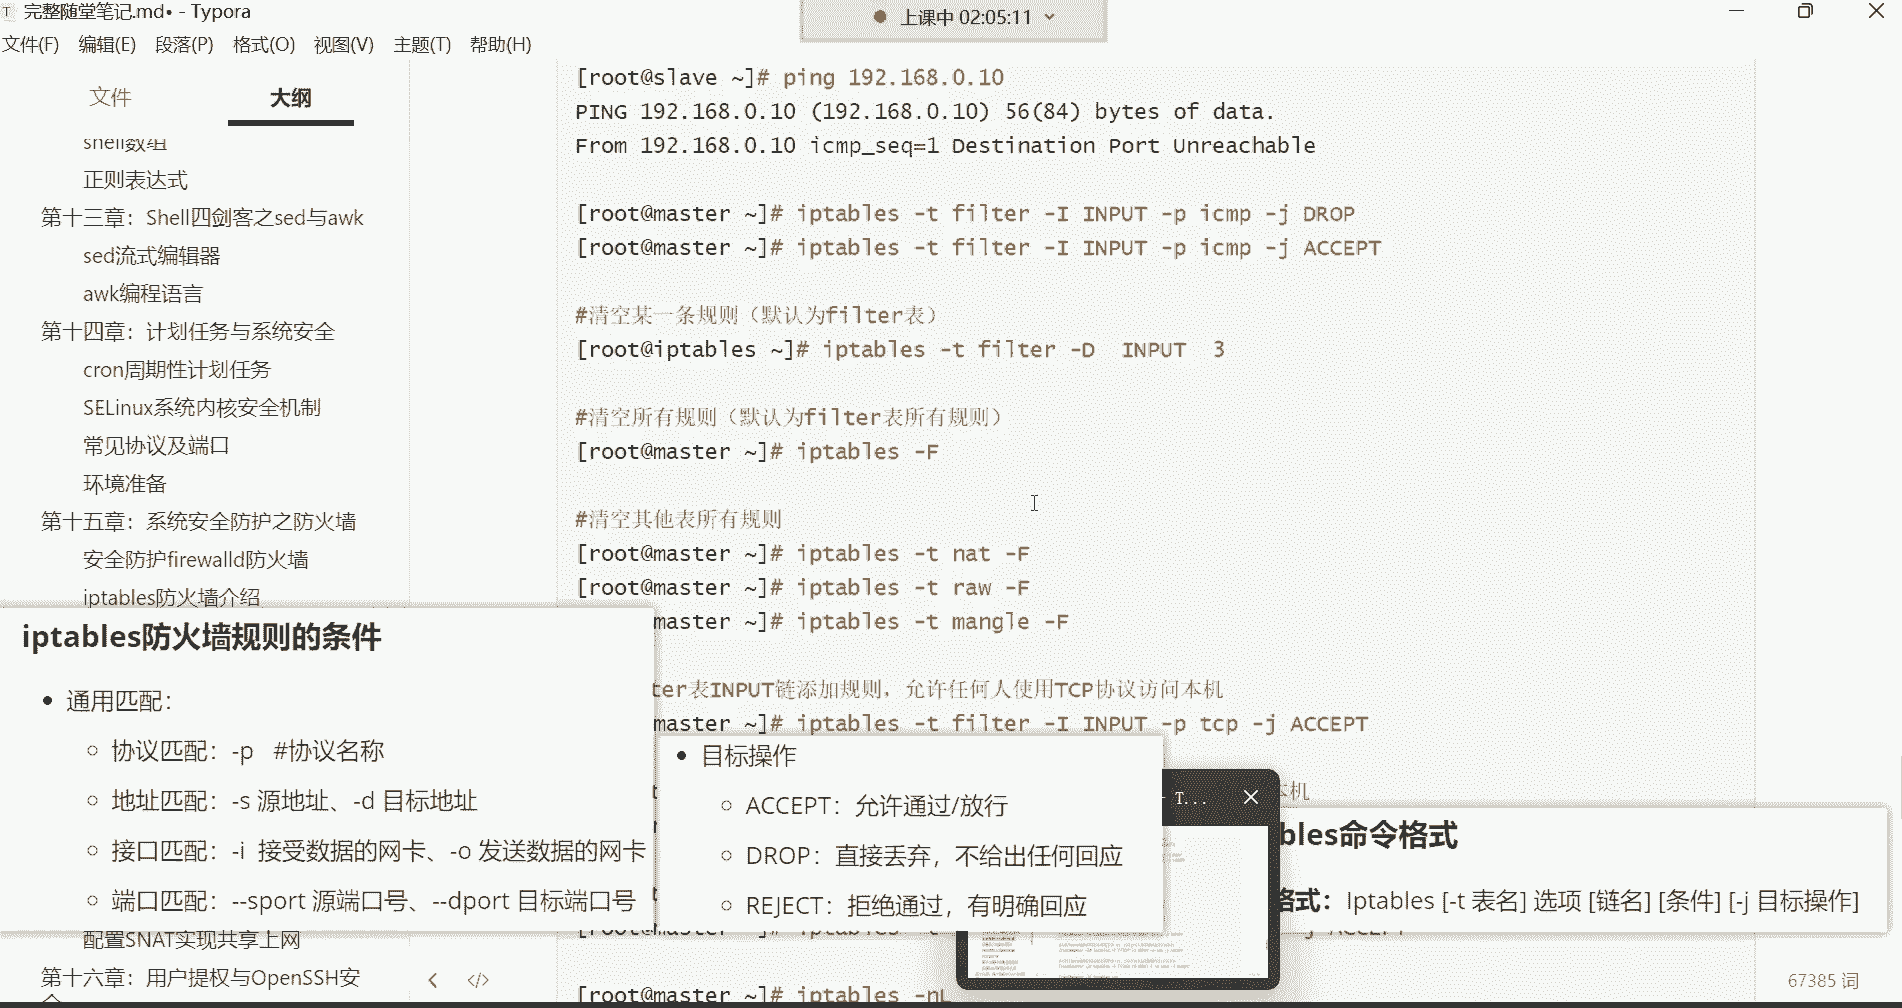 完整随堂笔记.md• - Typora
上课中 02:05:11
文件(F) 编辑(E) 段落(P) 格式(O) 视图(V) 主题(T) 帮助(H)
文件 大纲
shell数组
正则表达式
第十三章：Shell四剑客之sed与awk
sed流式编辑器
awk编程语言
第十四章：计划任务与系统安全
cron周期性计划任务
SELinux系统内核安全机制
常见协议及端口
环境准备
第十五章：系统安全防护之防火墙
安全防护firewalld防火墙
iptables防火墙介绍
[root@slave ~]# ping 192.168.0.10
PING 192.168.0.10 (192.168.0.10) 56(84) bytes of data.
From 192.168.0.10 icmp_seq=1 Destination Port Unreachable
[root@master ~]# iptables -t filter -I INPUT -p icmp -j DROP
[root@master ~]# iptables -t filter -I INPUT -p icmp -j ACCEPT
#清空某一条规则（默认为filter表）
[root@iptables ~]# iptables -t filter -D  INPUT  3
#清空所有规则（默认为filter表所有规则）
[root@master ~]# iptables -F
#清空其他表所有规则
[root@master ~]# iptables -t nat -F
[root@master ~]# iptables -t raw -F
master ~]# iptables -t mangle -F
ter表INPUT链添加规则，允许任何人使用TCP协议访问本机
master ~]# iptables -t filter -I INPUT -p tcp -j ACCEPT
本机
iptables防火墙规则的条件
• 通用匹配：
○ 协议匹配：-p #协议名称
○ 地址匹配：-s 源地址、-d 目标地址
○ 接口匹配：-i 接受数据的网卡、-o 发送数据的网卡
○ 端口匹配：--sport 源端口号、--dport 目标端口号
• 目标操作
○ ACCEPT：允许通过/放行
○ DROP：直接丢弃，不给出任何回应
○ REJECT：拒绝通过，有明确回应
T...
bles命令格式
格式：Iptables [-t 表名] 选项 [链名] [条件] [-j 目标操作]
配置SNAT实现共享上网
第十六章：用户提权与OpenSSH安
[root@master ~]# iptables -nL
67385 词